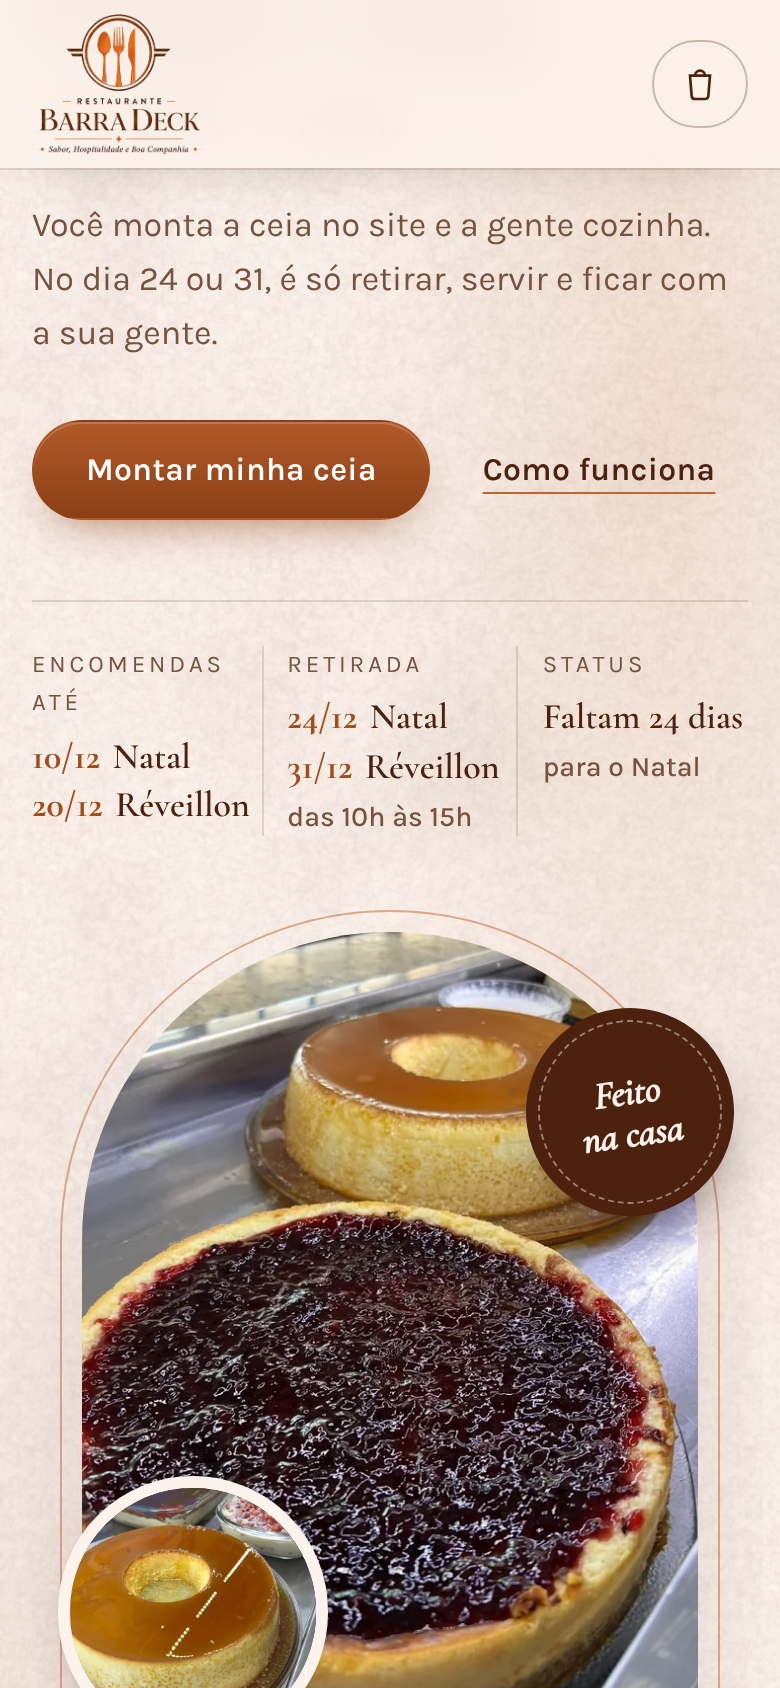 RESTAURANTE
BARRA DECK
Sabor, Hospitalidade e Boa Companhia
Você monta a ceia no site e a gente cozinha.
No dia 24 ou 31, é só retirar, servir e ficar com
a sua gente.
Montar minha ceia
Como funciona
ENCOMENDAS
ATÉ
10/12 Natal
20/12 Réveillon
RETIRADA
24/12 Natal
31/12 Réveillon
das 10h às 15h
STATUS
Faltam 24 dias
para o Natal
Feito
na casa